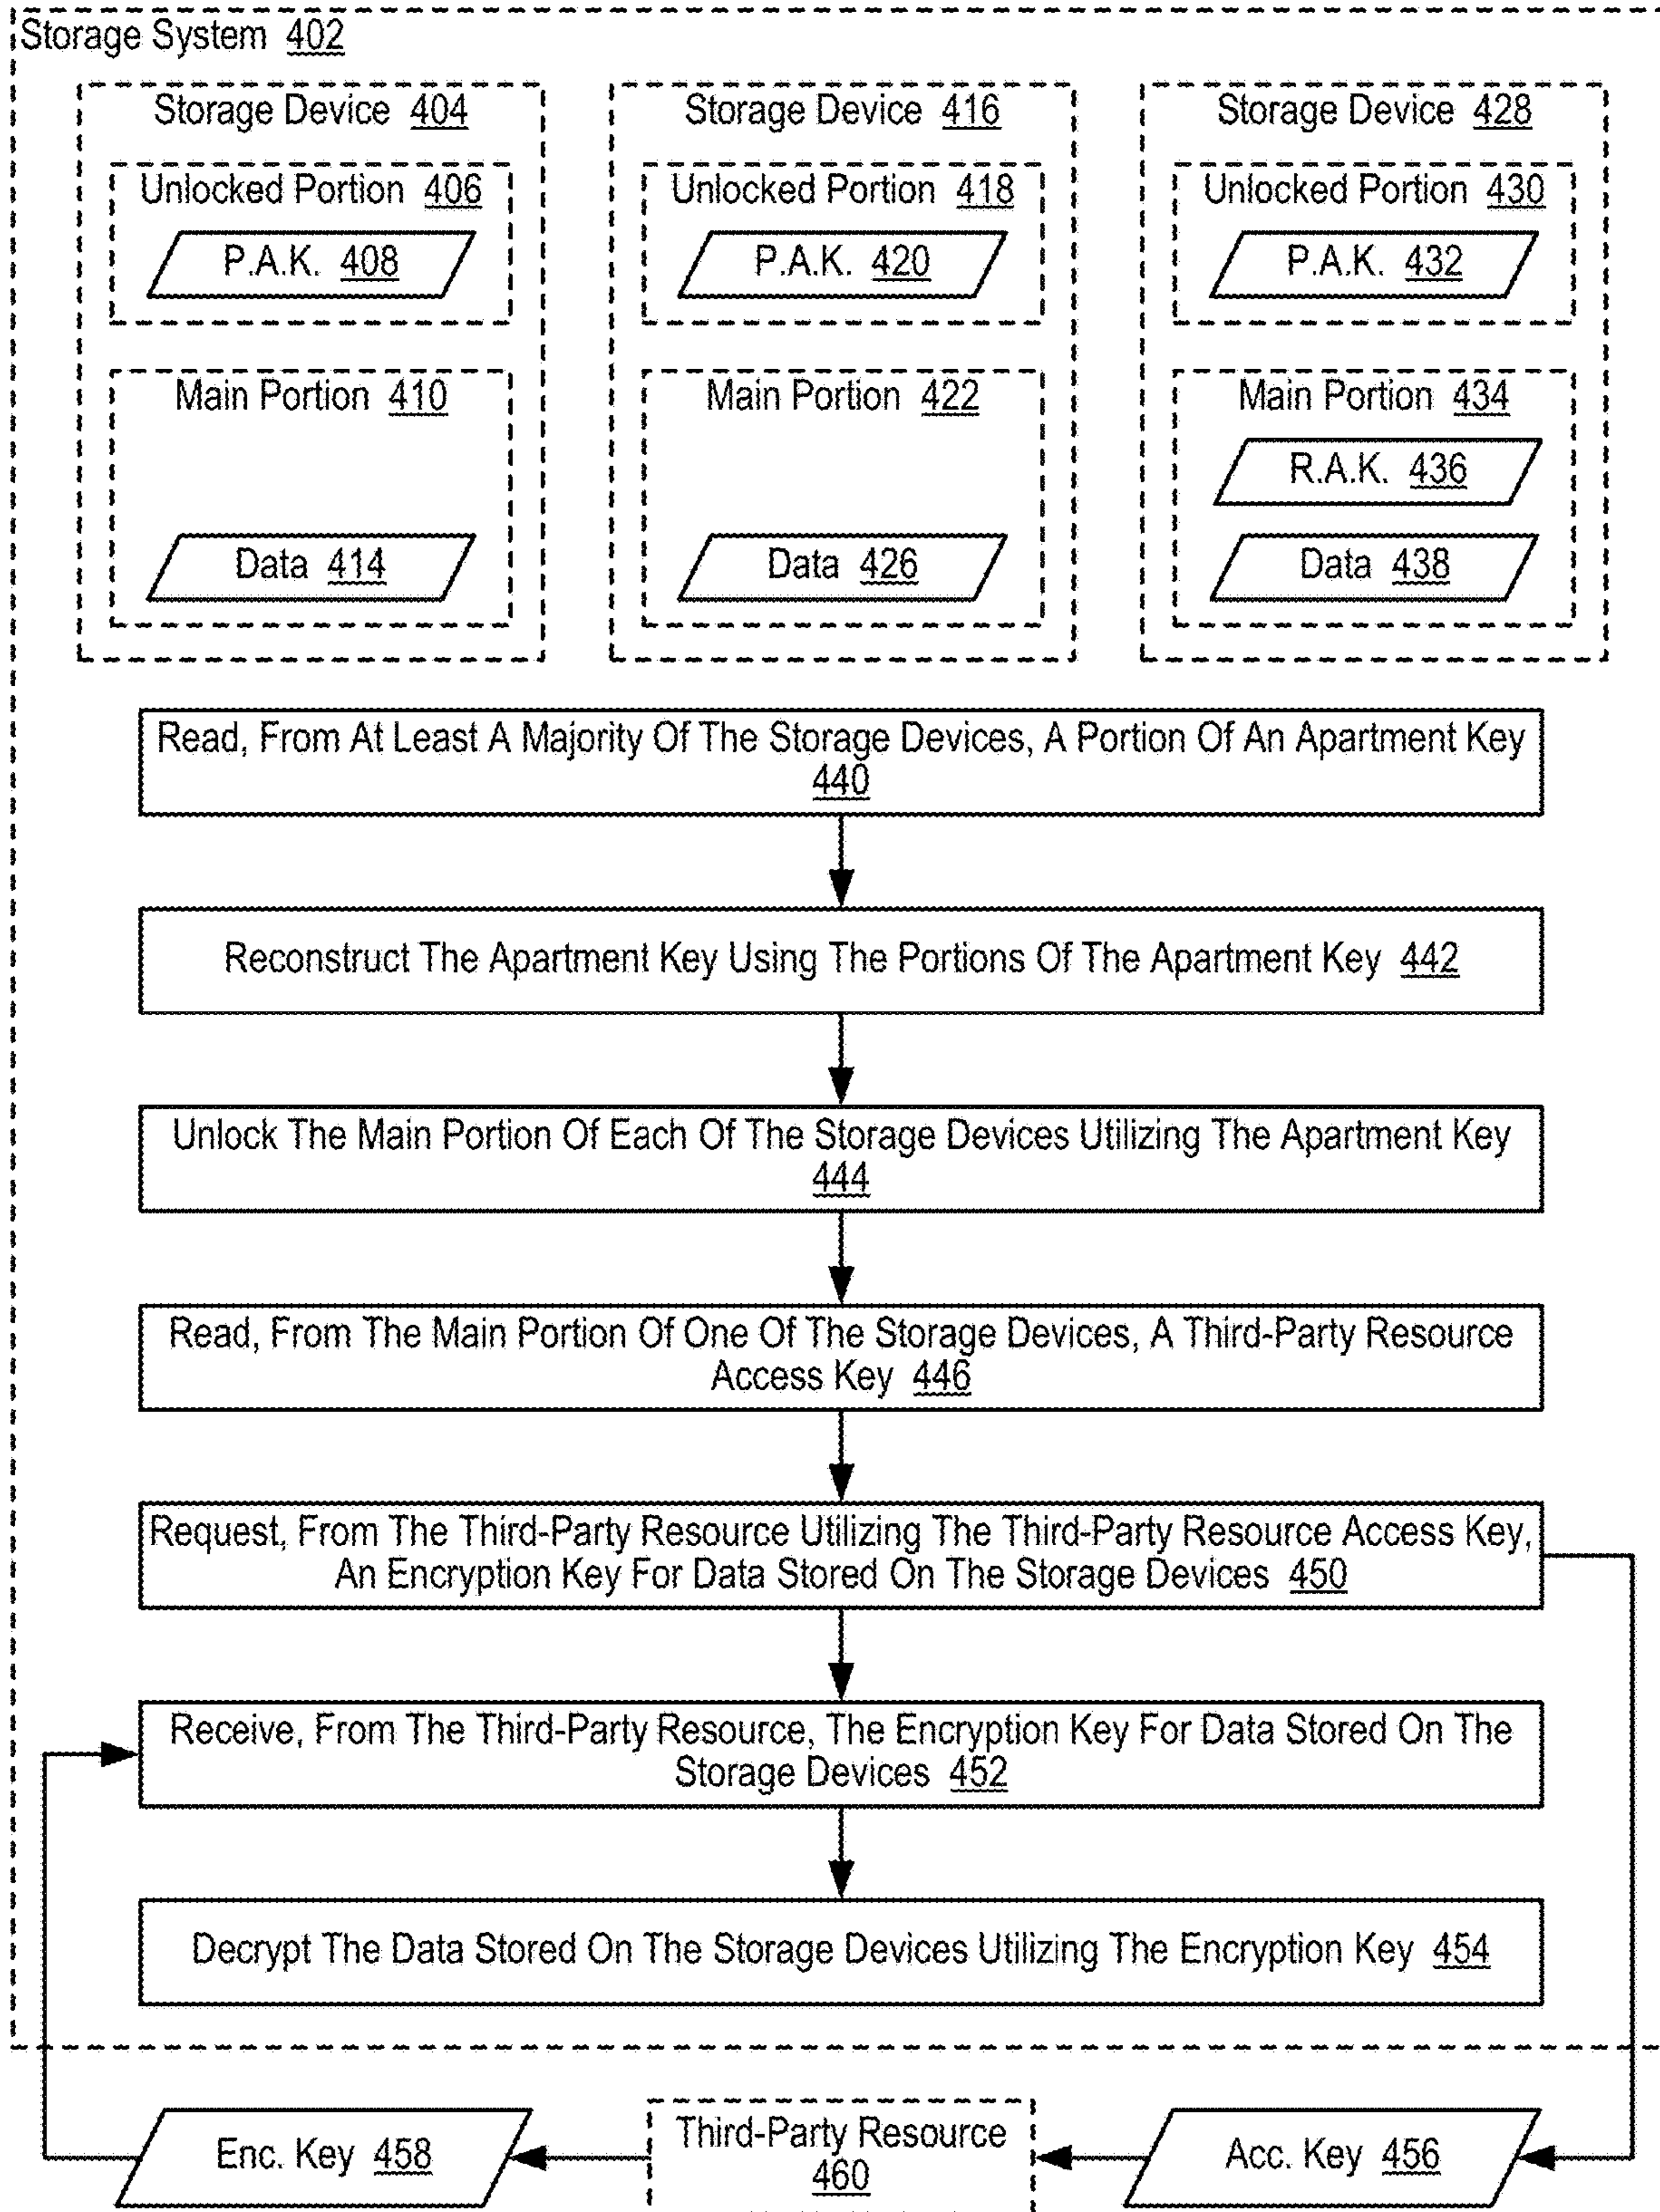 Storage System 402
Storage Device 404
Unlocked Portion 406
P.A.K. 408
Main Portion 410
Data 414
Storage Device 416
Unlocked Portion 418
P.A.K. 420
Main Portion 422
Data 426
Storage Device 428
Unlocked Portion 430
P.A.K. 432
Main Portion 434
R.A.K. 436
Data 438
Read, From At Least A Majority Of The Storage Devices, A Portion Of An Apartment Key
440
Reconstruct The Apartment Key Using The Portions Of The Apartment Key 442
Unlock The Main Portion Of Each Of The Storage Devices Utilizing The Apartment Key
444
Read, From The Main Portion Of One Of The Storage Devices, A Third-Party Resource
Access Key 446
Request, From The Third-Party Resource Utilizing The Third-Party Resource Access Key,
An Encryption Key For Data Stored On The Storage Devices 450
Receive, From The Third-Party Resource, The Encryption Key For Data Stored On The
Storage Devices 452
Decrypt The Data Stored On The Storage Devices Utilizing The Encryption Key 454
Enc. Key 458
Third-Party Resource
460
Acc. Key 456